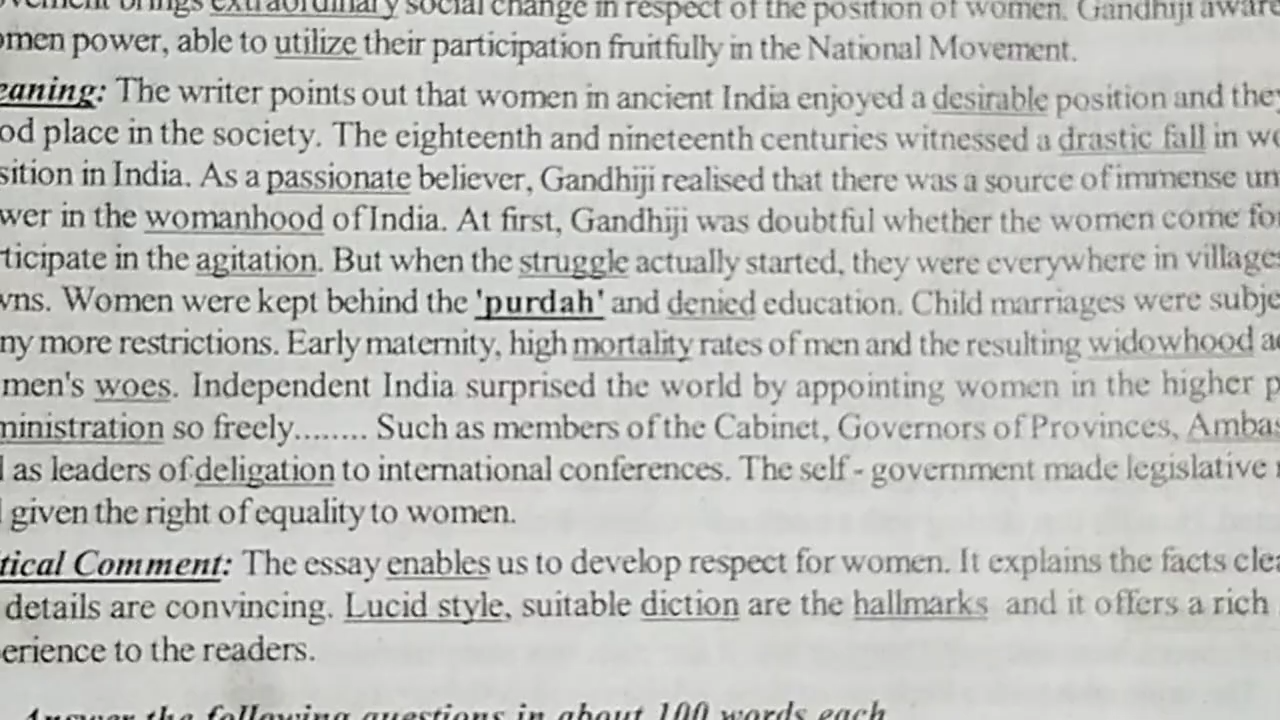 brings extraordinary social change in respect of the position of women. Gandhiji aware
omen power, able to utilize their participation fruitfully in the National Movement.
eaning: The writer points out that women in ancient India enjoyed a desirable position and they
od place in the society. The eighteenth and nineteenth centuries witnessed a drastic fall in wo
sition in India. As a passionate believer, Gandhiji realised that there was a source of immense un
wer in the womanhood of India. At first, Gandhiji was doubtful whether the women come for
ticipate in the agitation. But when the struggle actually started, they were everywhere in villages
wns. Women were kept behind the 'purdah' and denied education. Child marriages were subje
ny more restrictions. Early maternity, high mortality rates of men and the resulting widowhood ad
men's woes. Independent India surprised the world by appointing women in the higher p
ministration so freely........ Such as members of the Cabinet, Governors of Provinces, Ambas
as leaders of deligation to international conferences. The self - government made legislative
given the right of equality to women.
tical Comment: The essay enables us to develop respect for women. It explains the facts clea
details are convincing. Lucid style, suitable diction are the hallmarks and it offers a rich
erience to the readers.
Answer the following questions in about 100 words each